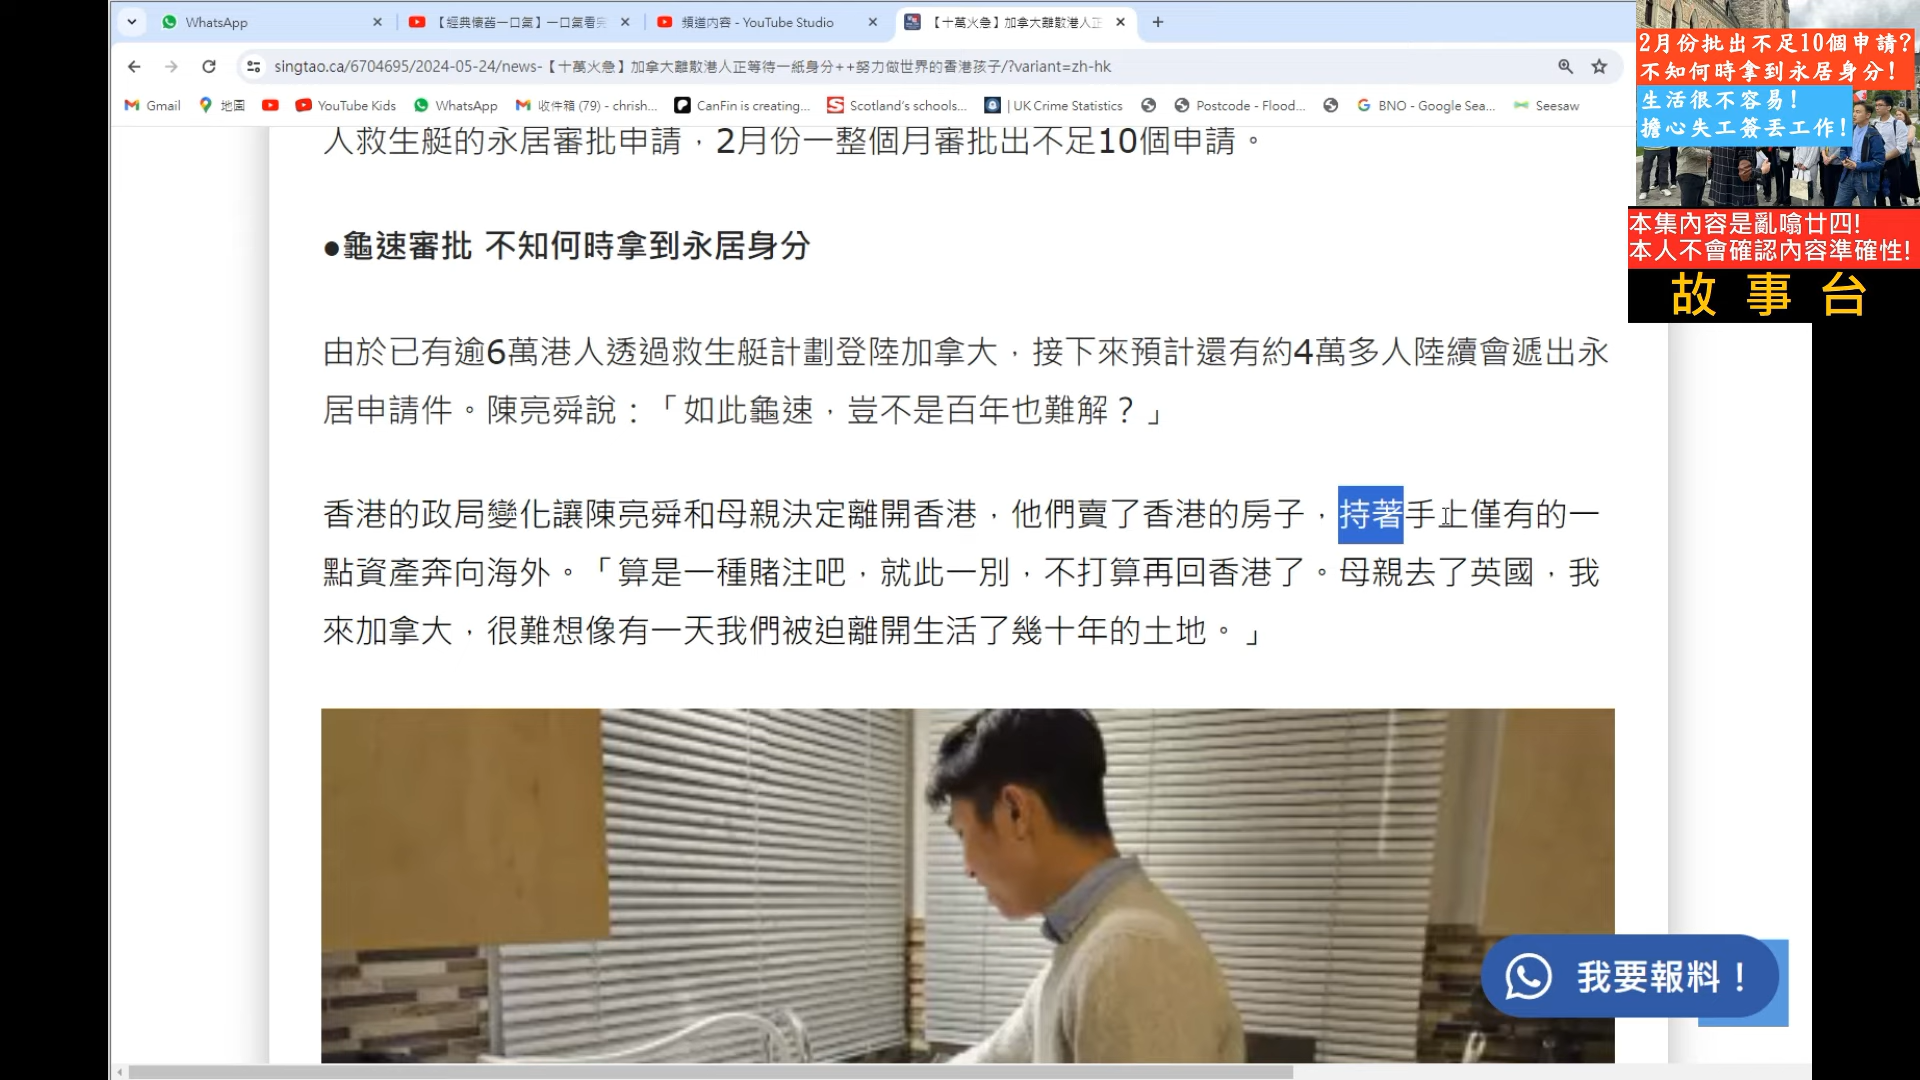 WhatsApp
【經典懷舊一口氣】一口氣看完
頻道內容 - YouTube Studio
【十萬火急】加拿大離散港人正
singtao.ca/6704695/2024-05-24/news-【十萬火急】加拿大離散港人正等待一紙身分++努力做世界的香港孩子/?variant=zh-hk
Gmail
地圖
YouTube Kids
WhatsApp
收件箱 (79) - chrish...
CanFin is creating...
Scotland's schools...
| UK Crime Statistics
Postcode - Flood...
BNO - Google Sea...
Seesaw
2月份批出不足10個申請?
不知何時拿到永居身分!
生活很不容易!
擔心失工簽丟工作!
本集內容是亂噏廿四!
本人不會確認內容準確性!
故事台
人救生艇的永居審批申請，2月份一整個月審批出不足10個申請。
●龜速審批 不知何時拿到永居身分
由於已有逾6萬港人透過救生艇計劃登陸加拿大，接下來預計還有約4萬多人陸續會遞出永
居申請件。陳亮舜說：「如此龜速，豈不是百年也難解？」
香港的政局變化讓陳亮舜和母親決定離開香港，他們賣了香港的房子，持著手上僅有的一
點資產奔向海外。「算是一種賭注吧，就此一別，不打算再回香港了。母親去了英國，我
來加拿大，很難想像有一天我們被迫離開生活了幾十年的土地。」
我要報料！